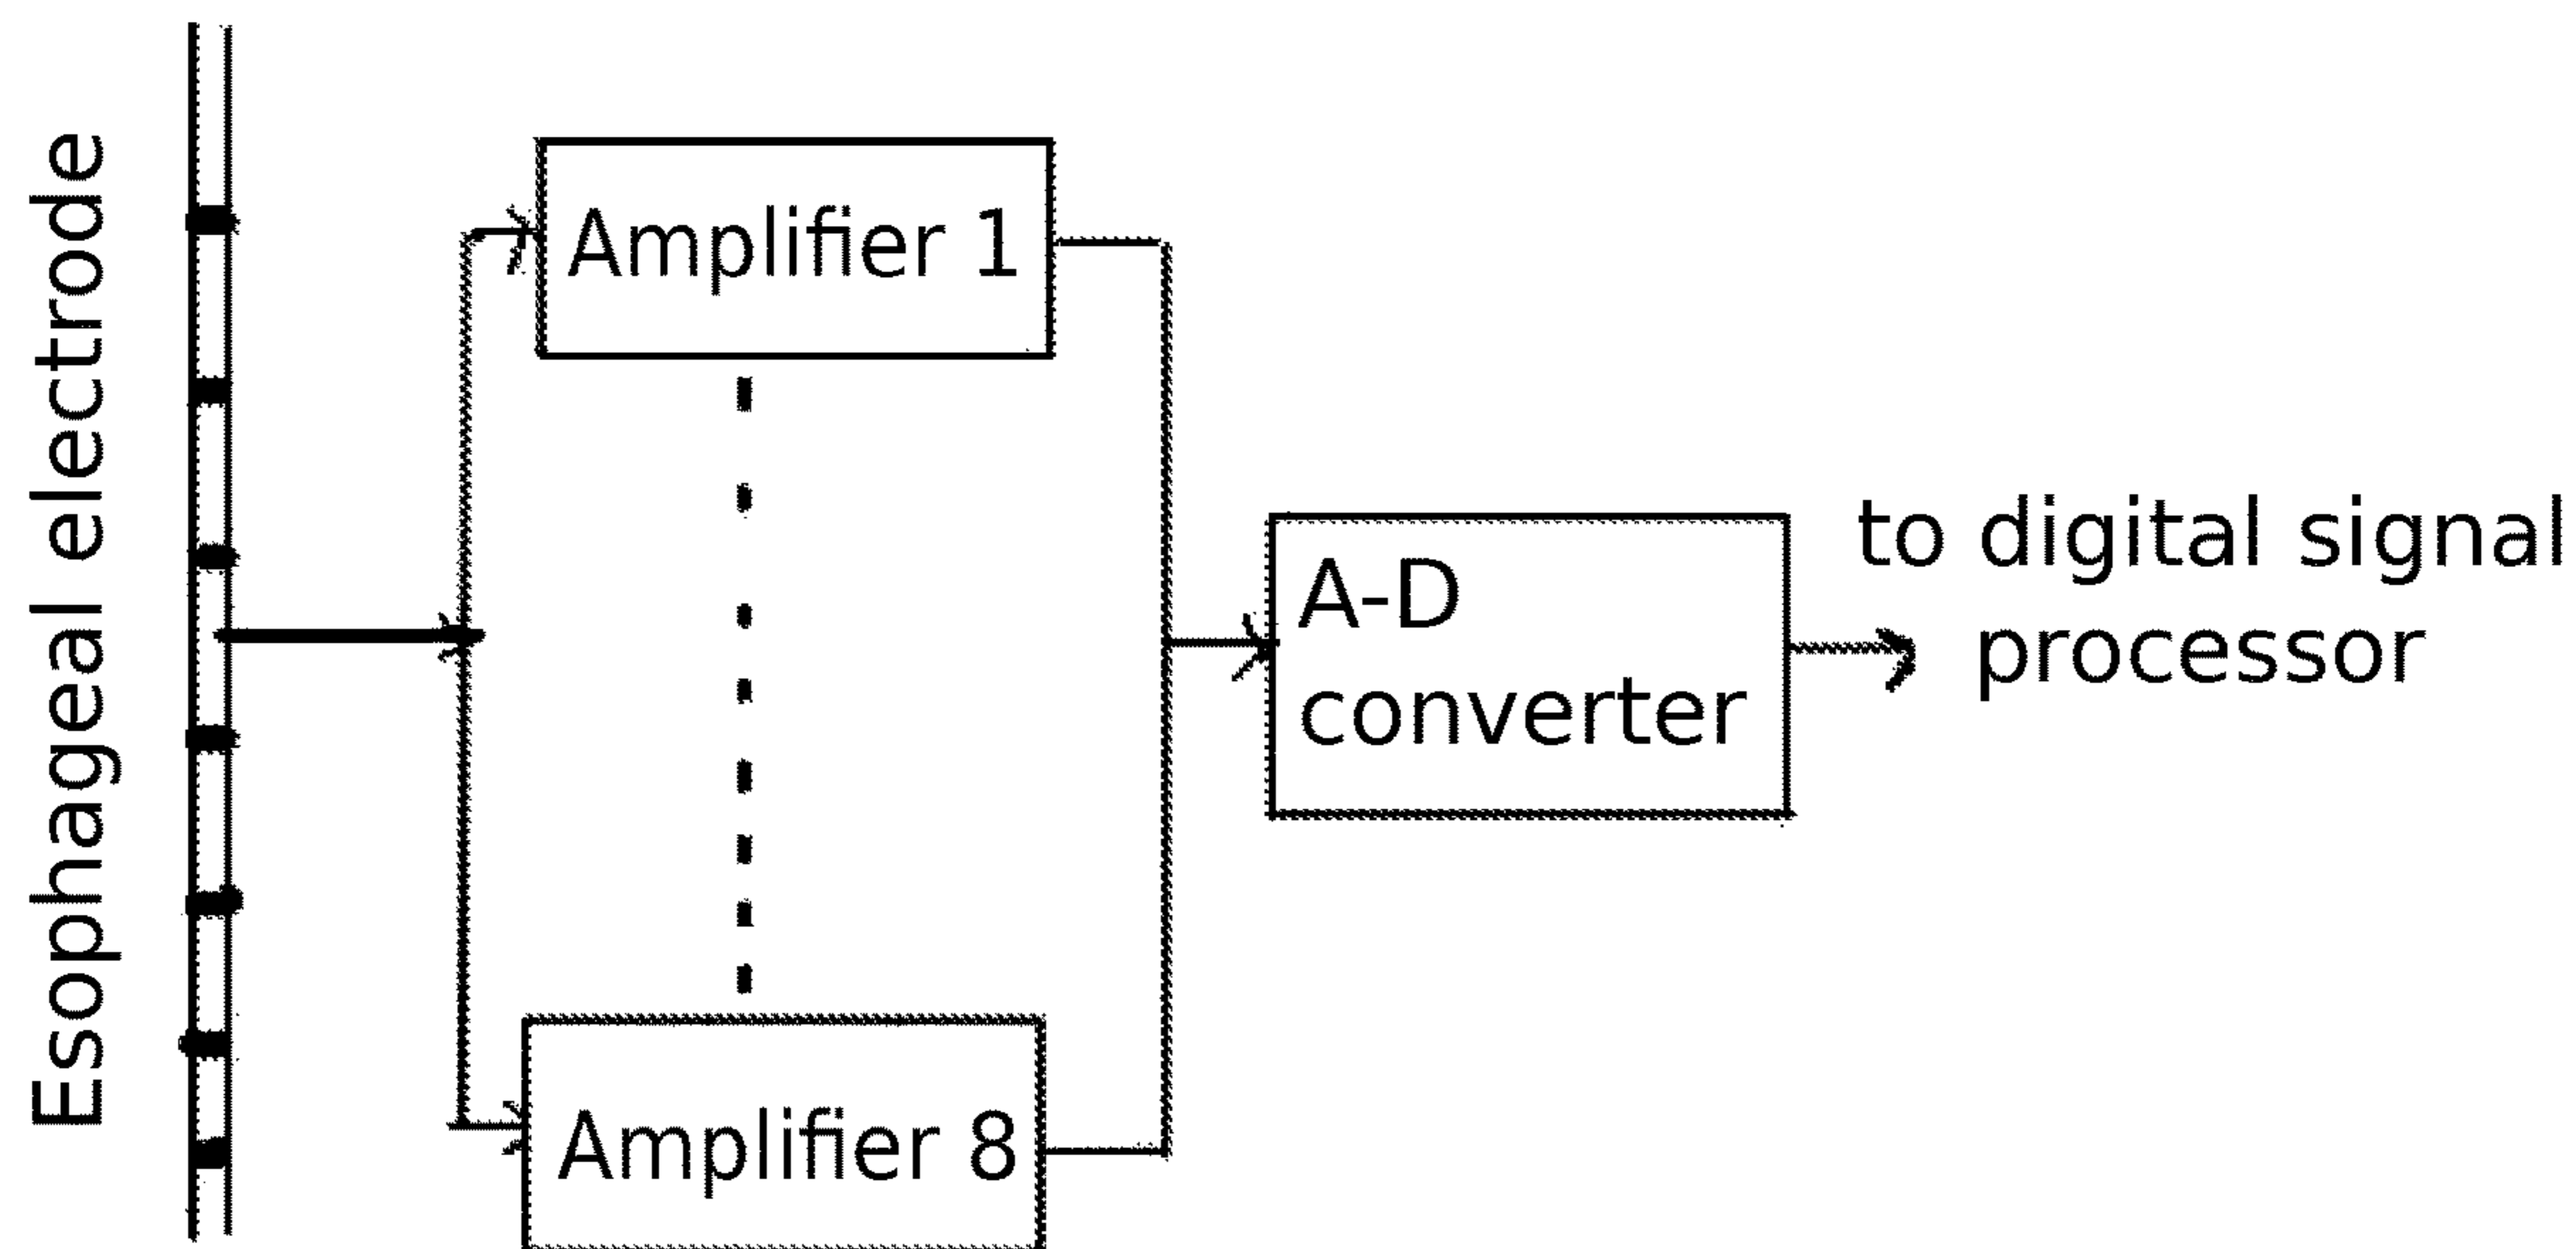 Esophageal electrode
Amplifier 1
Amplifier 8
A-D
converter
to digital signal
processor